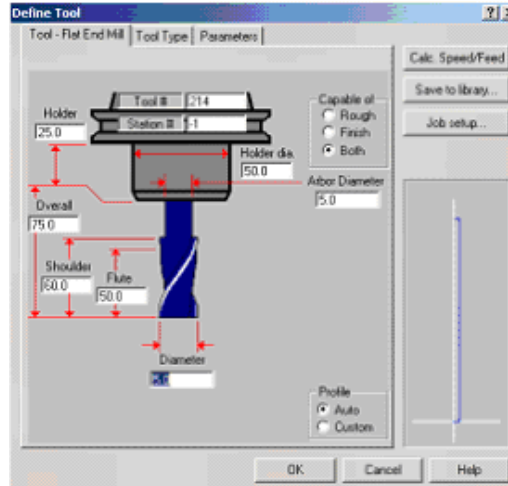 Define Tool
Tool - Flat End Mill
Tool Type
Parameters
Calc. Speed/Feed
Save to library...
Job setup...
Tool # 214
Station # -1
Holder
25.0
Holder dia.
50.0
Capable of
Rough
Finish
Both
Arbor Diameter
5.0
Overall
75.0
Shoulder
60.0
Flute
50.0
Diameter
5.0
Profile
Auto
Custom
OK
Cancel
Help